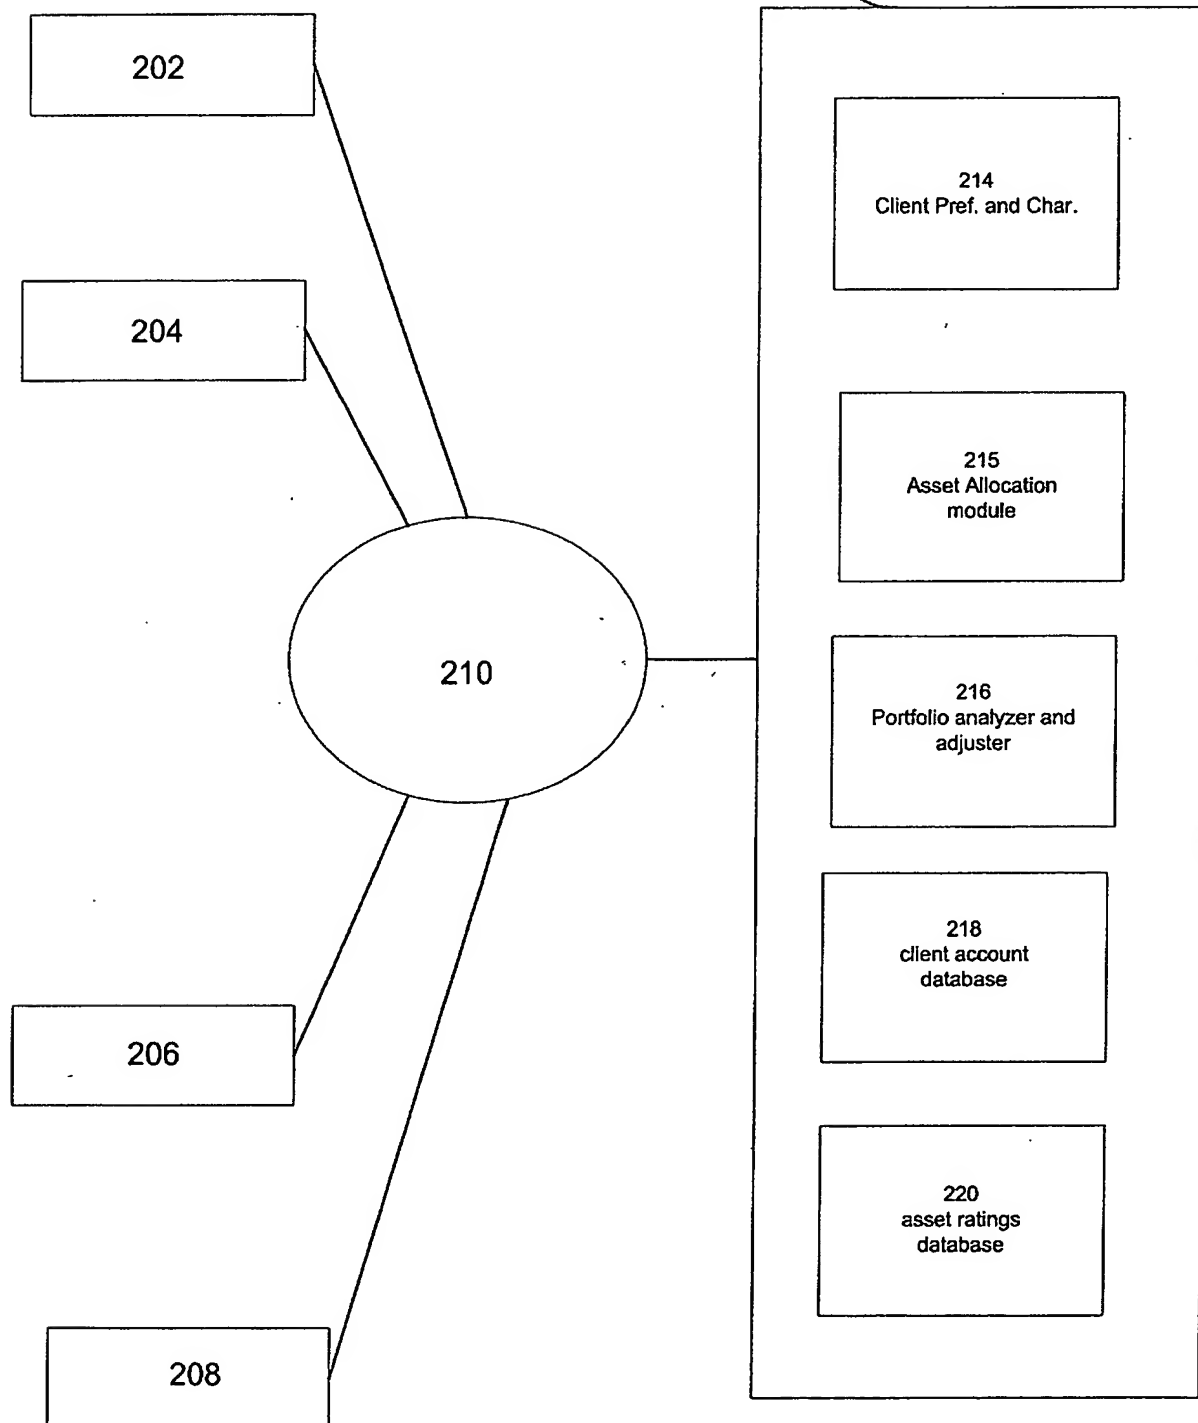 202
204
210
206
208
214
Client Pref. and Char.
215
Asset Allocation
module
216
Portfolio analyzer and
adjuster
218
client account
database
220
asset ratings
database